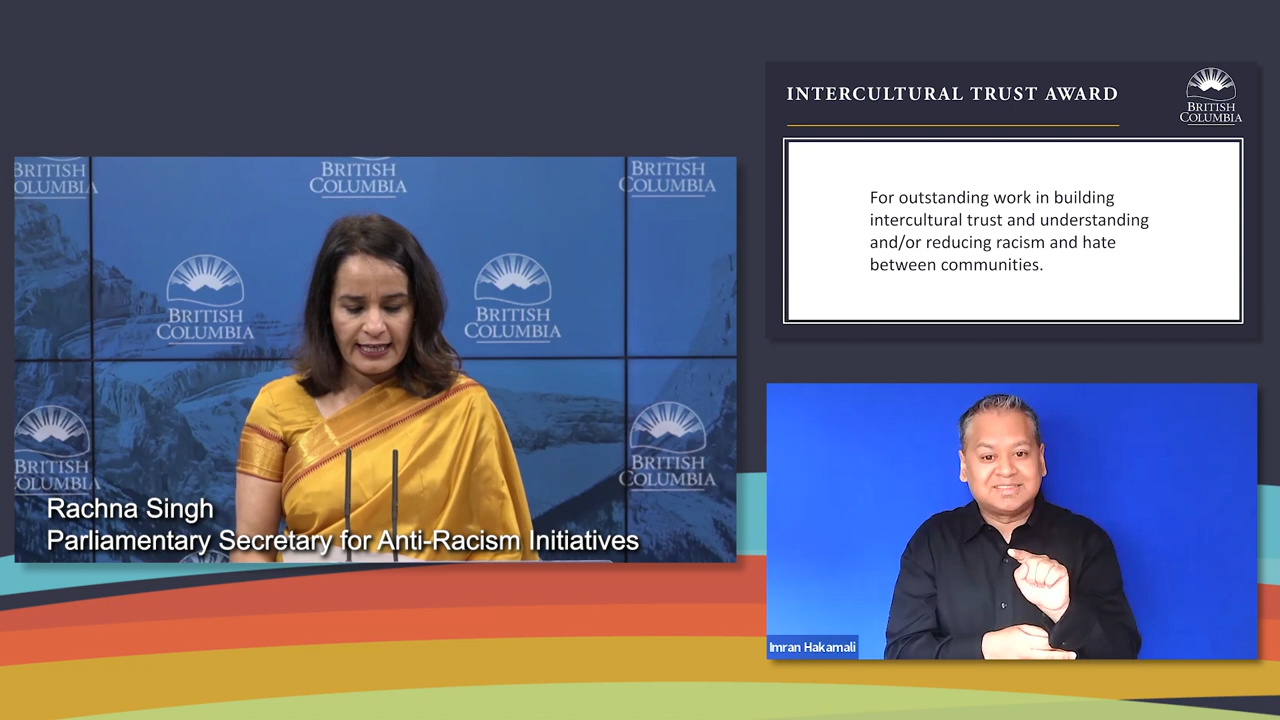 INTERCULTURAL TRUST AWARD
BRITISH
COLUMBIA
For outstanding work in building
intercultural trust and understanding
and/or reducing racism and hate
between communities.
BRITISH
COLUMBIA
BRITISH
COLUMBIA
BRITISH
COLUMBIA
BRITISH
COLUMBIA
BRITISH
COLUMBIA
BRITISH
COLUMBIA
BRITISH
COLUMBIA
Rachna Singh
Parliamentary Secretary for Anti-Racism Initiatives
Imran Hakamali